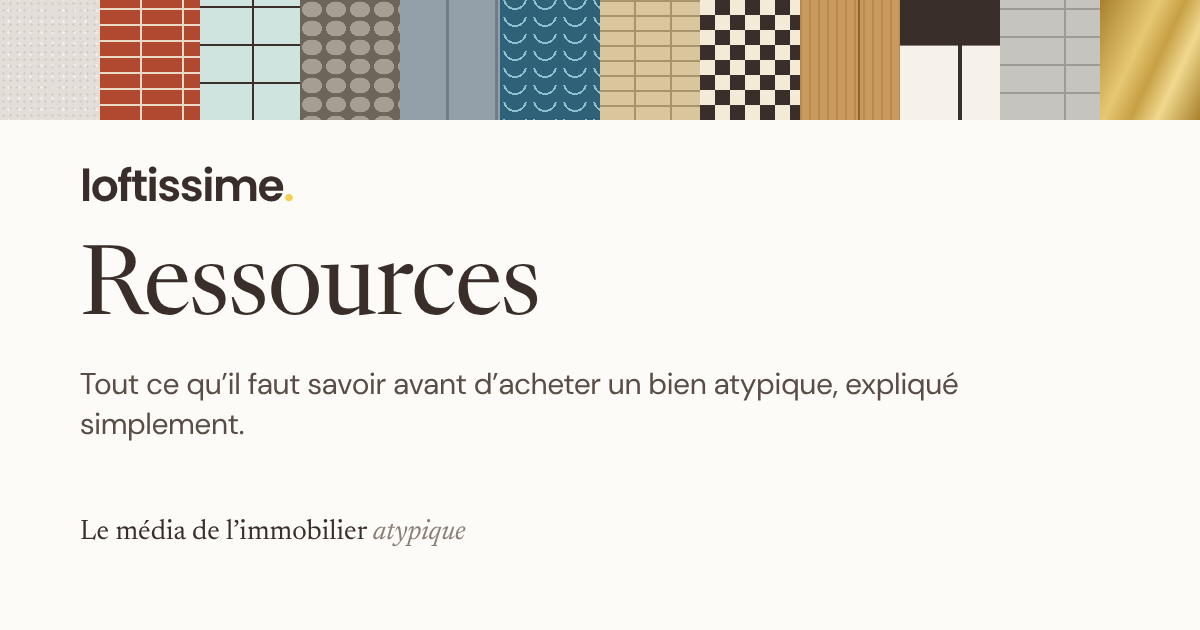 loftissime.
Ressources
Tout ce qu’il faut savoir avant d’acheter un bien atypique, expliqué
simplement.
Le média de l’immobilier atypique